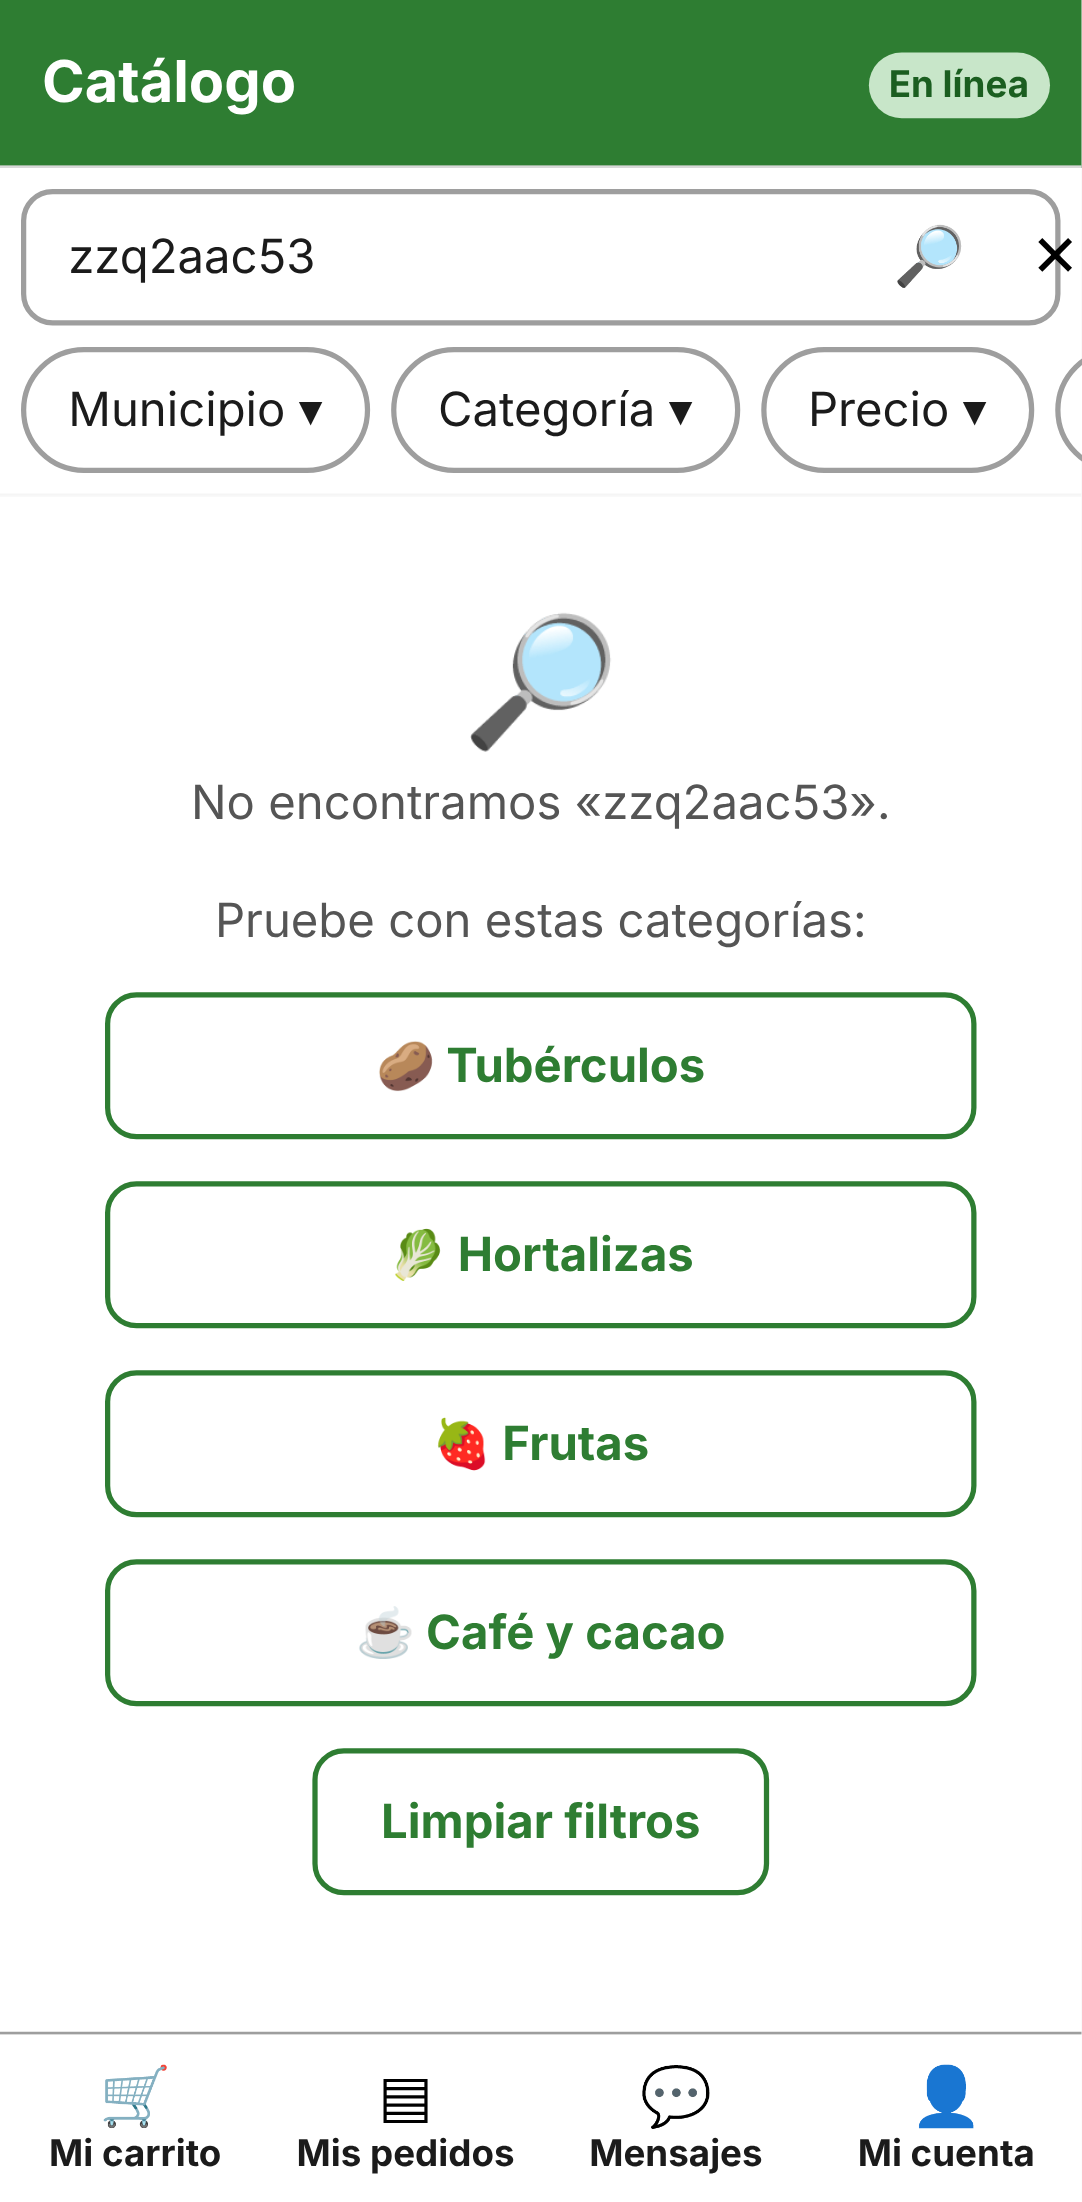 Catálogo
En línea
zzq2aac53
Municipio ▾
Categoría ▾
Precio ▾
No encontramos «zzq2aac53».
Pruebe con estas categorías:
Tubérculos
Hortalizas
Frutas
Café y cacao
Limpiar filtros
Mi carrito
Mis pedidos
Mensajes
Mi cuenta